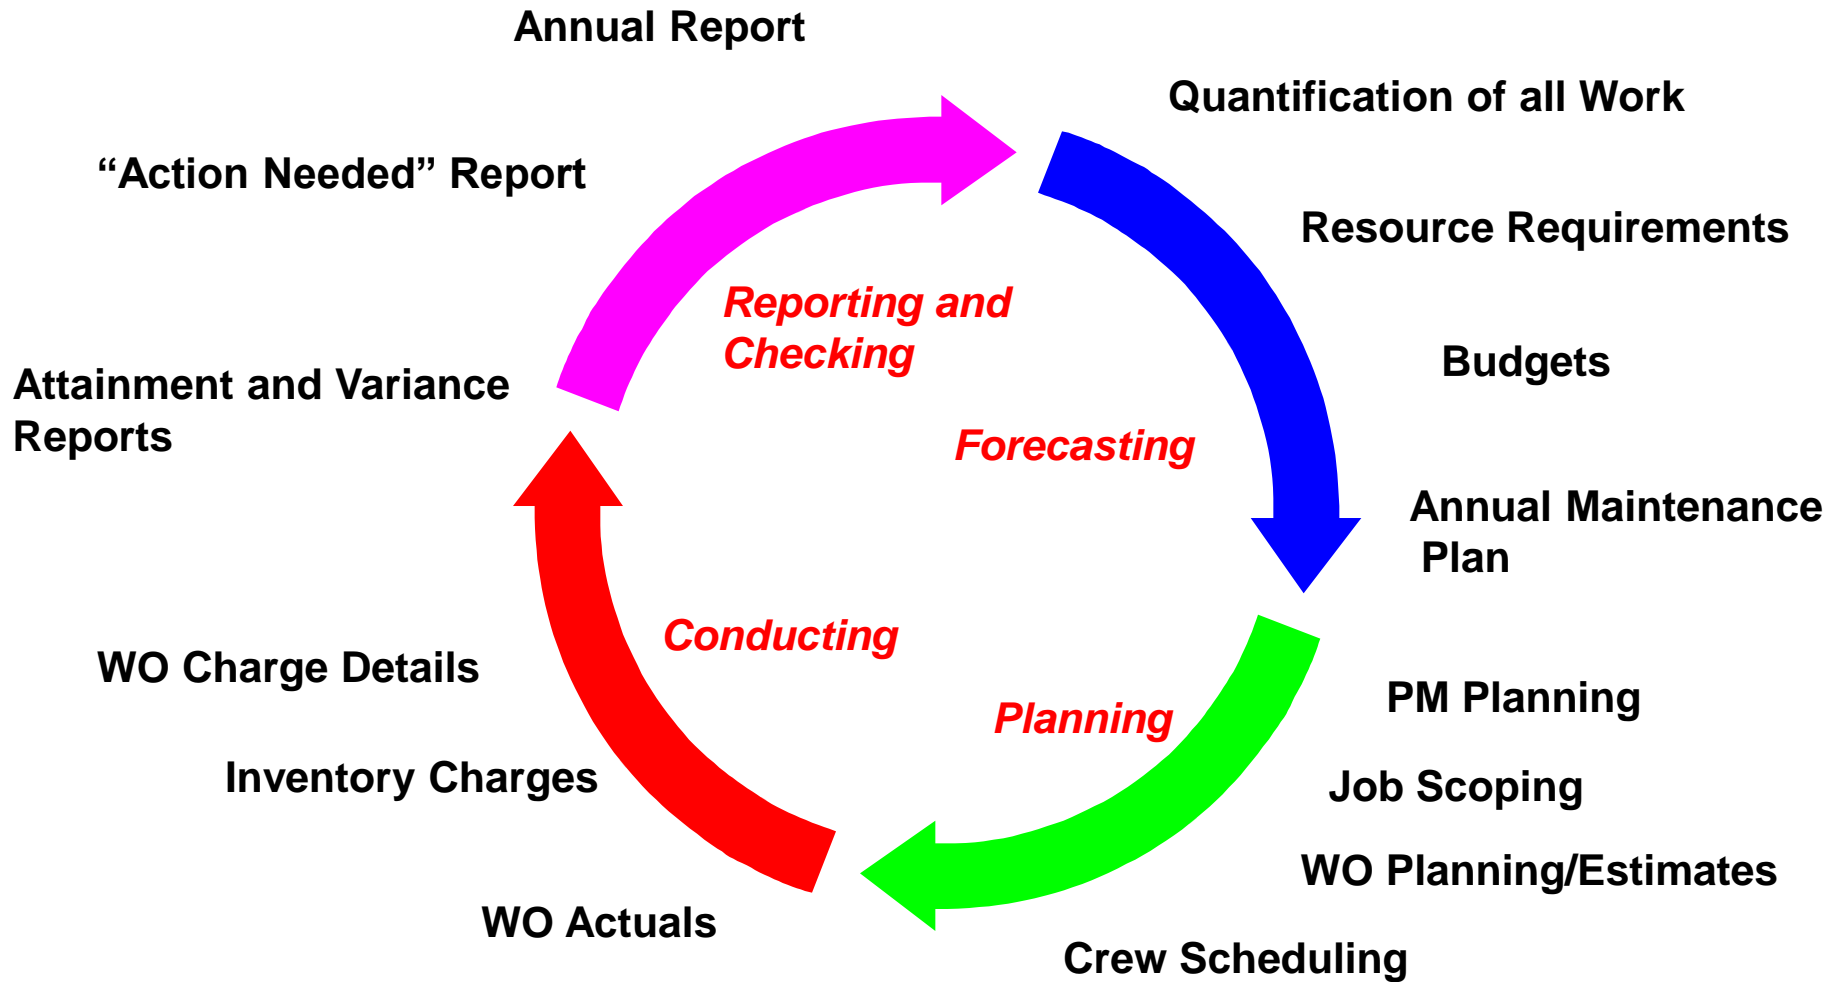 Annual Report
Quantification of all Work
“Action Needed” Report
Resource Requirements
Reporting and
Checking
Budgets
Attainment and Variance
Reports
Forecasting
Annual Maintenance
Plan
Conducting
WO Charge Details
PM Planning
Planning
Inventory Charges
Job Scoping
WO Planning/Estimates
WO Actuals
Crew Scheduling